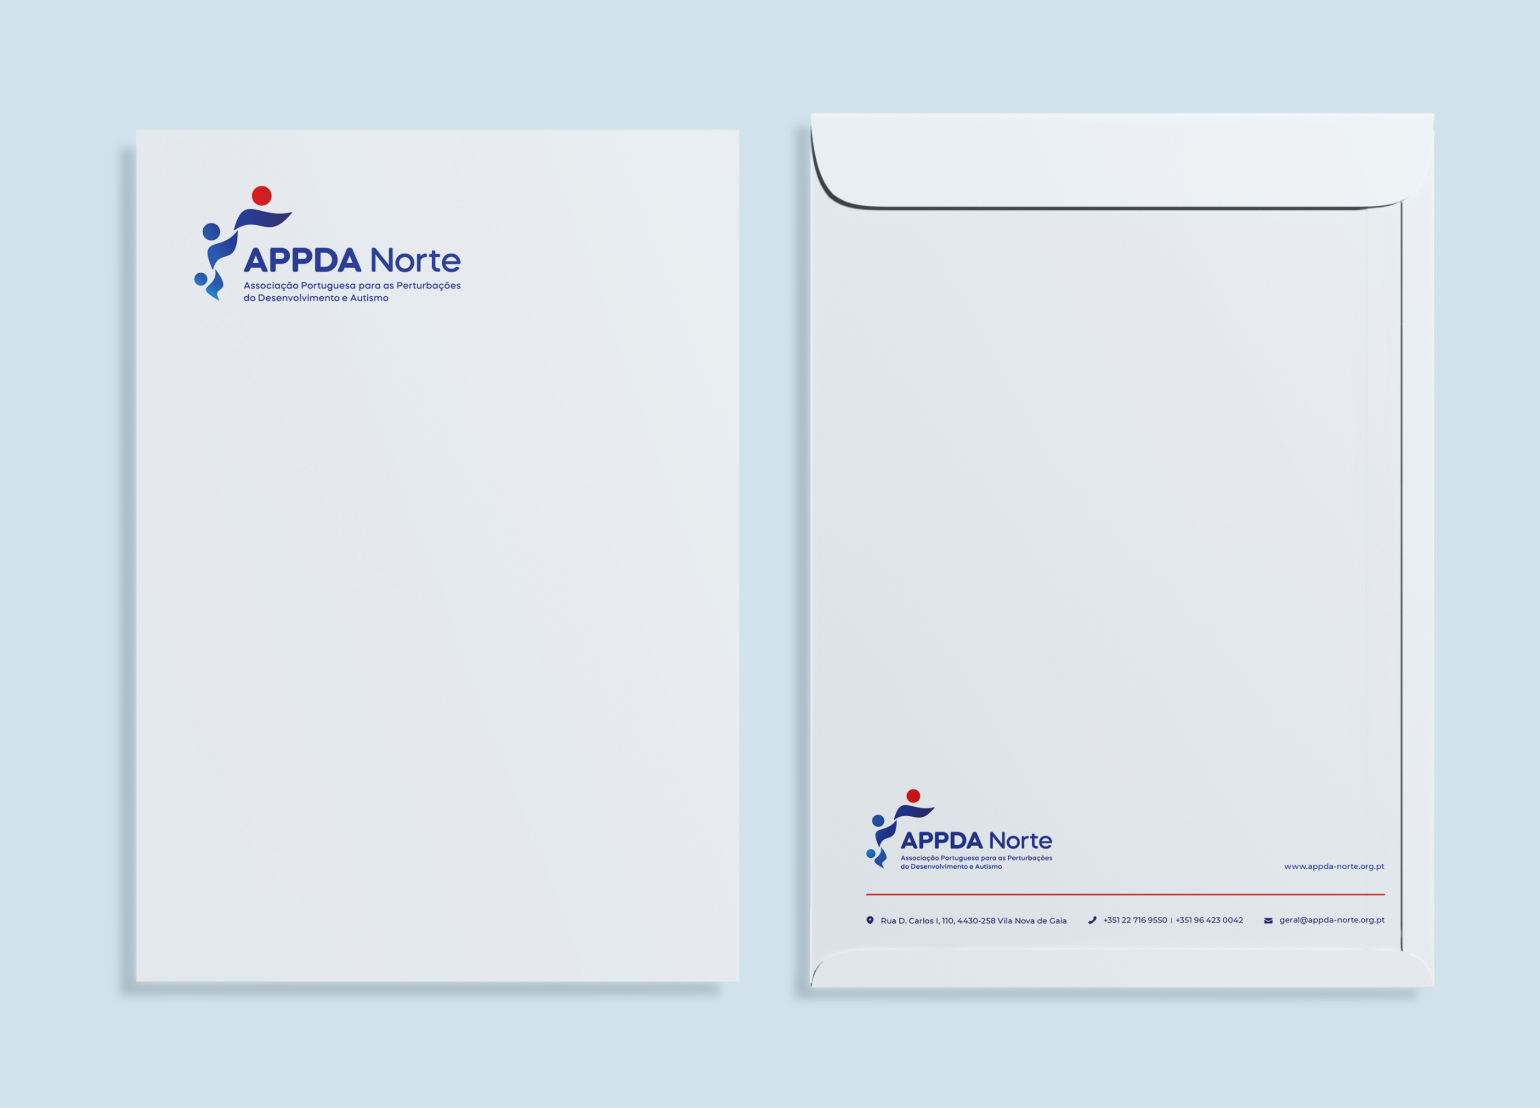 APPDA Norte
Associação Portuguesa para as Perturbações
do Desenvolvimento e Autismo
APPDA Norte
Associação Portuguesa para as Perturbações
do Desenvolvimento e Autismo
www.appda-norte.org.pt
Rua D. Carlos I, 110, 4430-258 Vila Nova de Gaia
+351 22 716 9550 | +351 96 423 0042
geral@appda-norte.org.pt